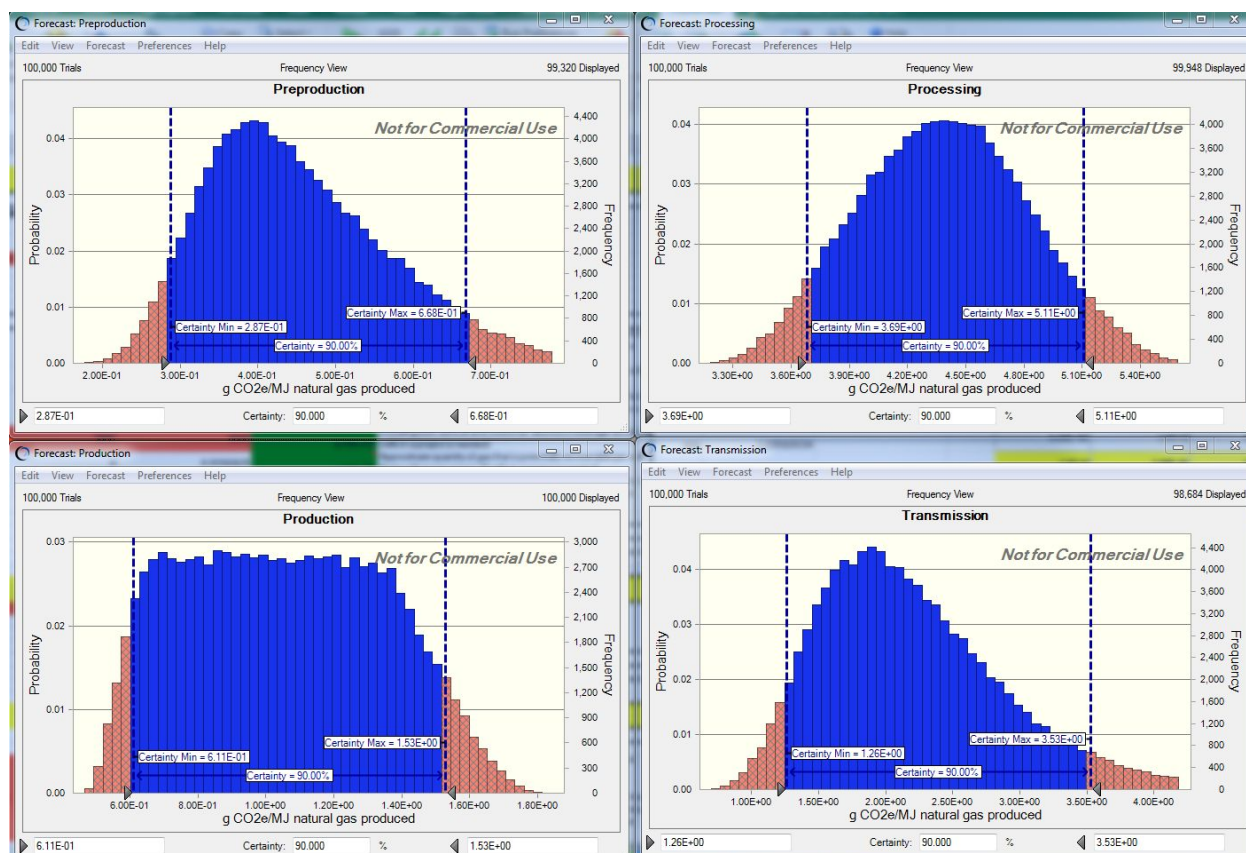 Forecast: Preproduction
Edit View Forecast Preferences Help
100,000 Trials Frequency View 99,320 Displayed
Preproduction
Not for Commercial Use
Probability
0.04
0.03
0.02
0.01
0.00
Frequency
4,400
4,000
3,600
3,200
2,800
2,400
2,000
1,600
1,200
800
400
0
Certainty Max = 6.68E-01
Certainty Min = 2.87E-01
Certainty = 90.00%
2.00E-01 3.00E-01 4.00E-01 5.00E-01 6.00E-01 7.00E-01
g CO2e/MJ natural gas produced
2.87E-01 Certainty: 90.000 % 6.68E-01
Forecast: Processing
Edit View Forecast Preferences Help
100,000 Trials Frequency View 99,948 Displayed
Processing
Not for Commercial Use
Probability
0.04
0.03
0.02
0.01
0.00
Frequency
4,000
3,600
3,200
2,800
2,400
2,000
1,600
1,200
800
400
0
Certainty Max = 5.11E+00
Certainty Min = 3.69E+00
Certainty = 90.00%
3.30E+00 3.60E+00 3.90E+00 4.20E+00 4.50E+00 4.80E+00 5.10E+00 5.40E+00
g CO2e/MJ natural gas produced
3.69E+00 Certainty: 90.000 % 5.11E+00
Forecast: Production
Edit View Forecast Preferences Help
100,000 Trials Frequency View 100,000 Displayed
Production
Not for Commercial Use
Probability
0.03
0.02
0.01
0.00
Frequency
3,000
2,700
2,400
2,100
1,800
1,500
1,200
900
600
300
0
Certainty Max = 1.53E+00
Certainty Min = 6.11E-01
Certainty = 90.00%
6.00E-01 8.00E-01 1.00E+00 1.20E+00 1.40E+00 1.60E+00 1.80E+00
g CO2e/MJ natural gas produced
6.11E-01 Certainty: 90.000 % 1.53E+00
Forecast: Transmission
Edit View Forecast Preferences Help
100,000 Trials Frequency View 98,684 Displayed
Transmission
Not for Commercial Use
Probability
0.04
0.03
0.02
0.01
0.00
Frequency
4,400
4,000
3,600
3,200
2,800
2,400
2,000
1,600
1,200
800
400
0
Certainty Max = 3.53E+00
Certainty Min = 1.26E+00
Certainty = 90.00%
1.00E+00 1.50E+00 2.00E+00 2.50E+00 3.00E+00 3.50E+00 4.00E+00
g CO2e/MJ natural gas produced
1.26E+00 Certainty: 90.000 % 3.53E+00